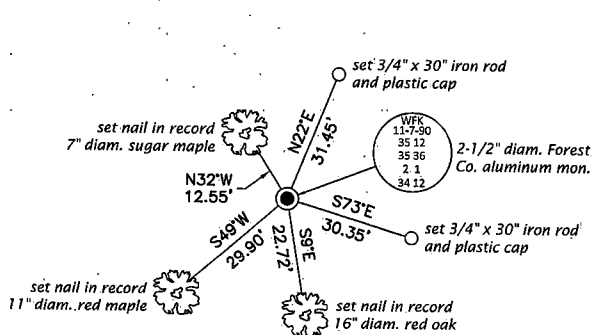 set 3/4" x 30" iron rod
and plastic cap
set nail in record
7" diam. sugar maple
N22°E
31.45'
WFK
11-7-90
35 12
35 36
2 1
34 12
2-1/2" diam. Forest
Co. aluminum mon.
N32°W
12.55'
S73°E
30.35'
set 3/4" x 30" iron rod
and plastic cap
S49°W
29.90'
S9°E
22.72'
set nail in record
11" diam. red maple
set nail in record
16" diam. red oak